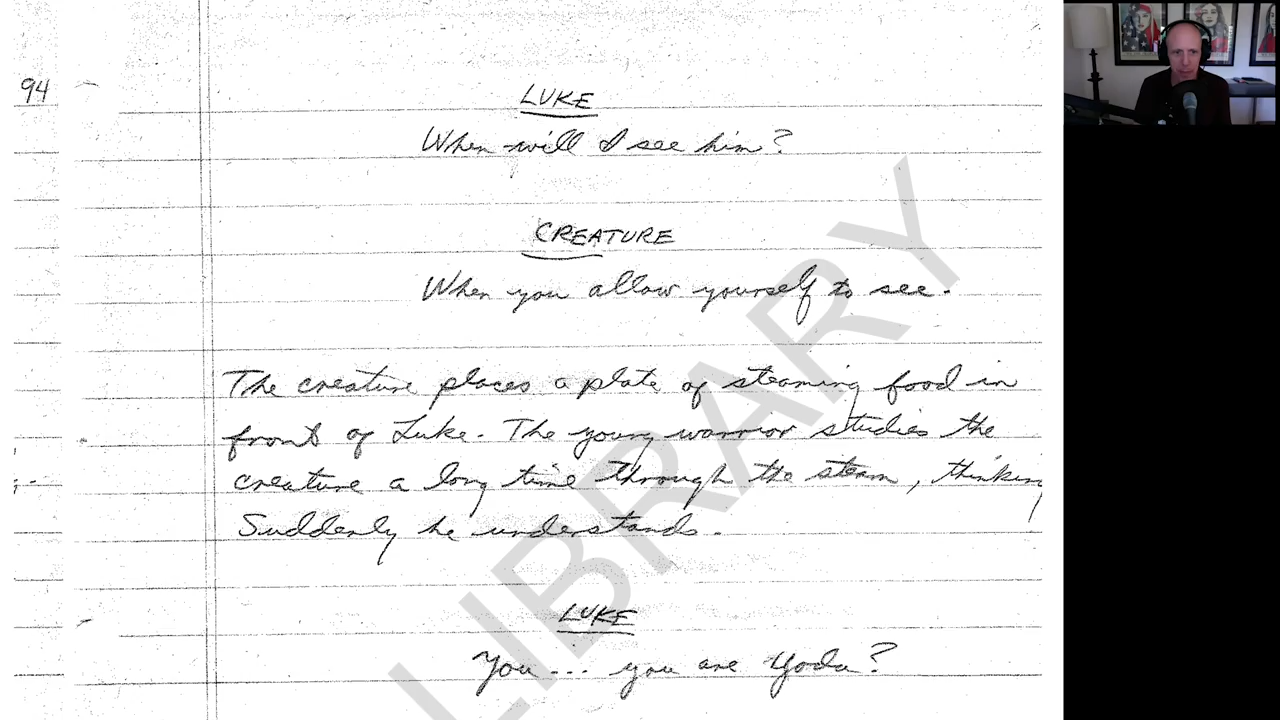 94
LUKE
When will I see him?
CREATURE
When you allow yourself to see.
The creature places a plate of steaming food in
front of Luke. The young warrior studies the
creature a long time through the steam, thinking
Suddenly he understands.
LUKE
You... you are Yoda?
LIBRARY